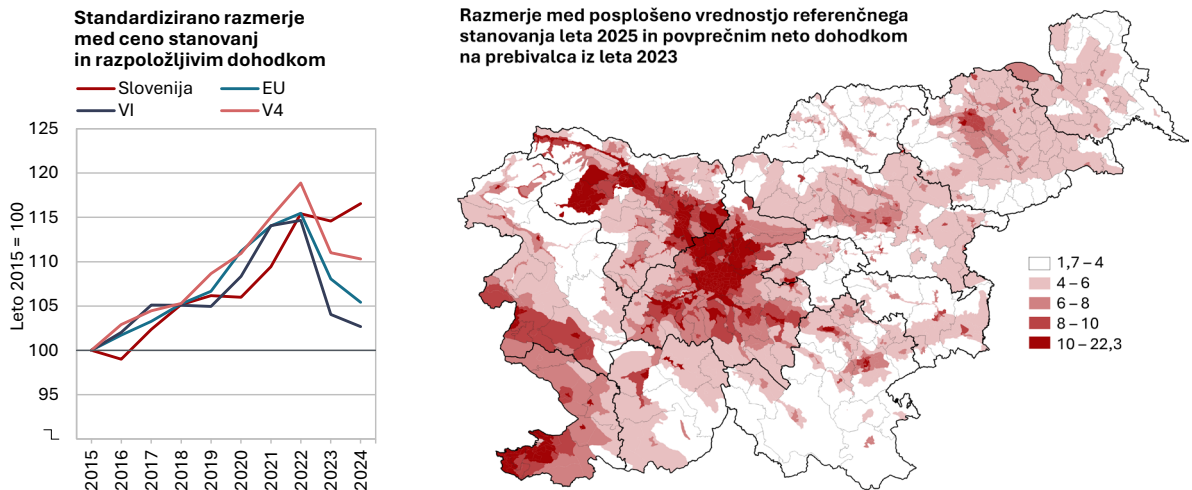 Standardizirano razmerje
med ceno stanovanj
in razpoložljivim dohodkom
Slovenija
EU
VI
V4
Leto 2015 = 100
125
120
115
110
105
100
95
2015
2016
2017
2018
2019
2020
2021
2022
2023
2024
Razmerje med posplošeno vrednostjo referenčnega
stanovanja leta 2025 in povprečnim neto dohodkom
na prebivalca iz leta 2023
1,7 – 4
4 – 6
6 – 8
8 – 10
10 – 22,3